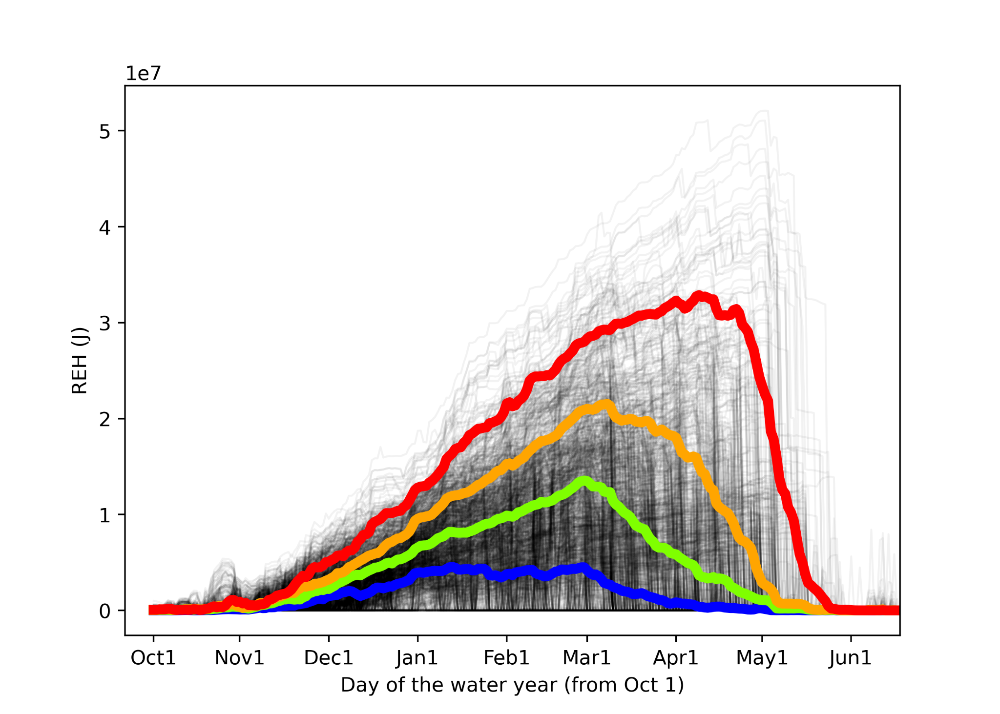 1e7
5
4
3
2
1
0
REH (J)
Oct1 Nov1 Dec1 Jan1 Feb1 Mar1 Apr1 May1 Jun1
Day of the water year (from Oct 1)